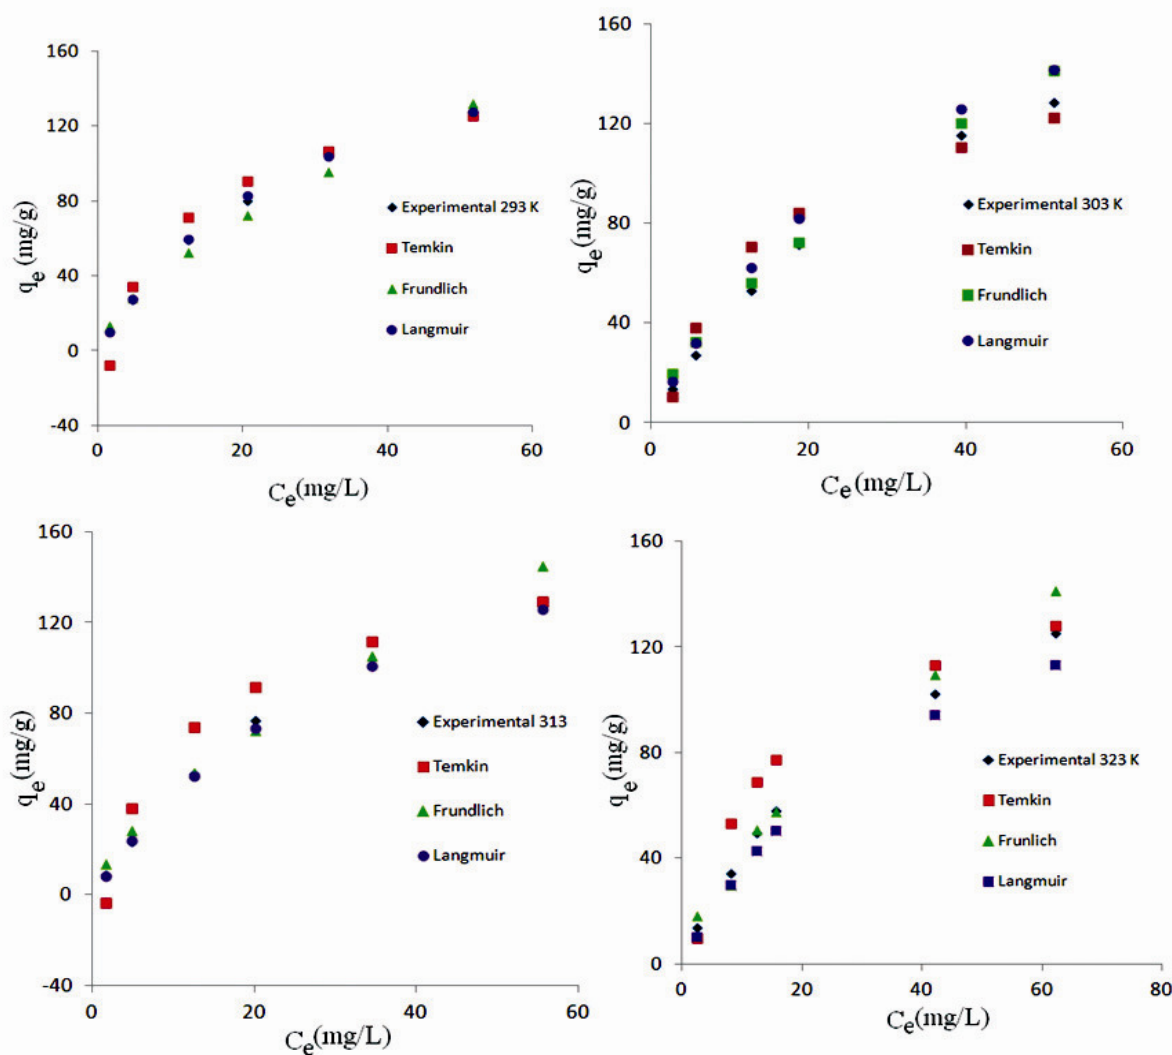 160
120
80
40
0
-40
0 20 40 60
qe (mg/g)
Ce(mg/L)
Experimental 293 K
Temkin
Frundlich
Langmuir
160
120
80
40
0
0 20 40 60
qe(mg/g)
Ce(mg/L)
Experimental 303 K
Temkin
Frundlich
Langmuir
160
120
80
40
0
-40
0 20 40 60
qe(mg/g)
Ce(mg/L)
Experimental 313
Temkin
Frundlich
Langmuir
160
120
80
40
0
0 20 40 60 80
qe(mg/g)
Ce(mg/L)
Experimental 323 K
Temkin
Frunlich
Langmuir